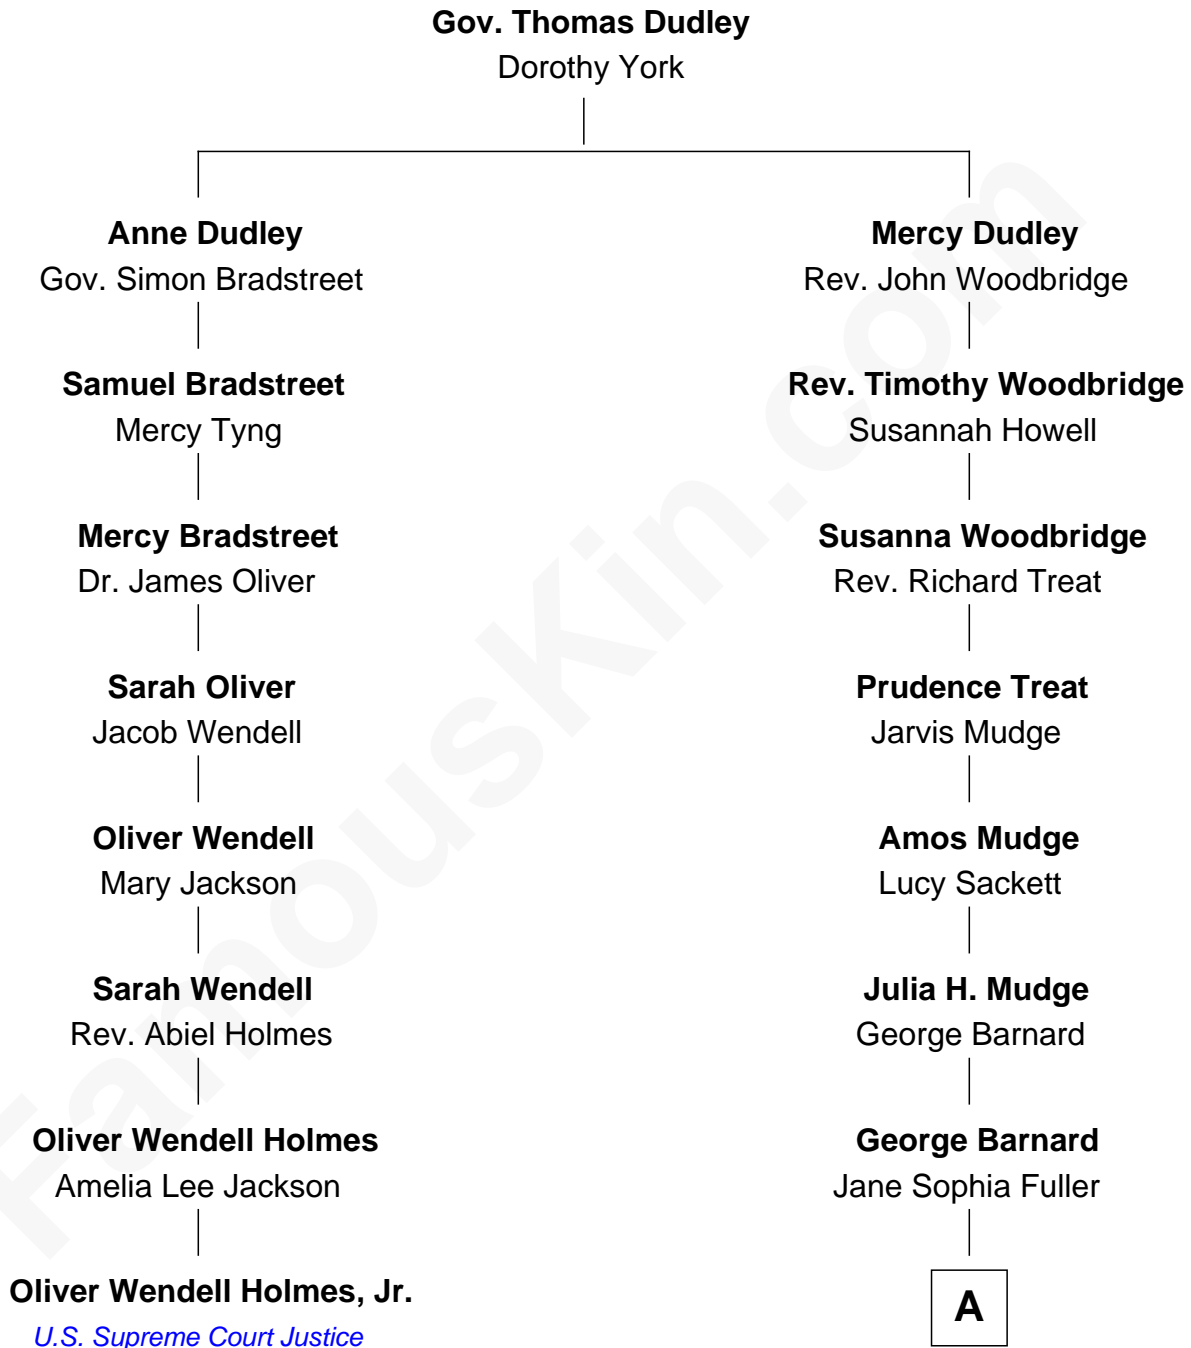 Gov. Thomas Dudley
Dorothy York
Anne Dudley
Gov. Simon Bradstreet
Mercy Dudley
Rev. John Woodbridge
Samuel Bradstreet
Mercy Tyng
Rev. Timothy Woodbridge
Susannah Howell
Mercy Bradstreet
Dr. James Oliver
Susanna Woodbridge
Rev. Richard Treat
Sarah Oliver
Jacob Wendell
Prudence Treat
Jarvis Mudge
Oliver Wendell
Mary Jackson
Amos Mudge
Lucy Sackett
Sarah Wendell
Rev. Abiel Holmes
Julia H. Mudge
George Barnard
Oliver Wendell Holmes
Amelia Lee Jackson
George Barnard
Jane Sophia Fuller
Oliver Wendell Holmes, Jr.
U.S. Supreme Court Justice
A
FamousKin.com